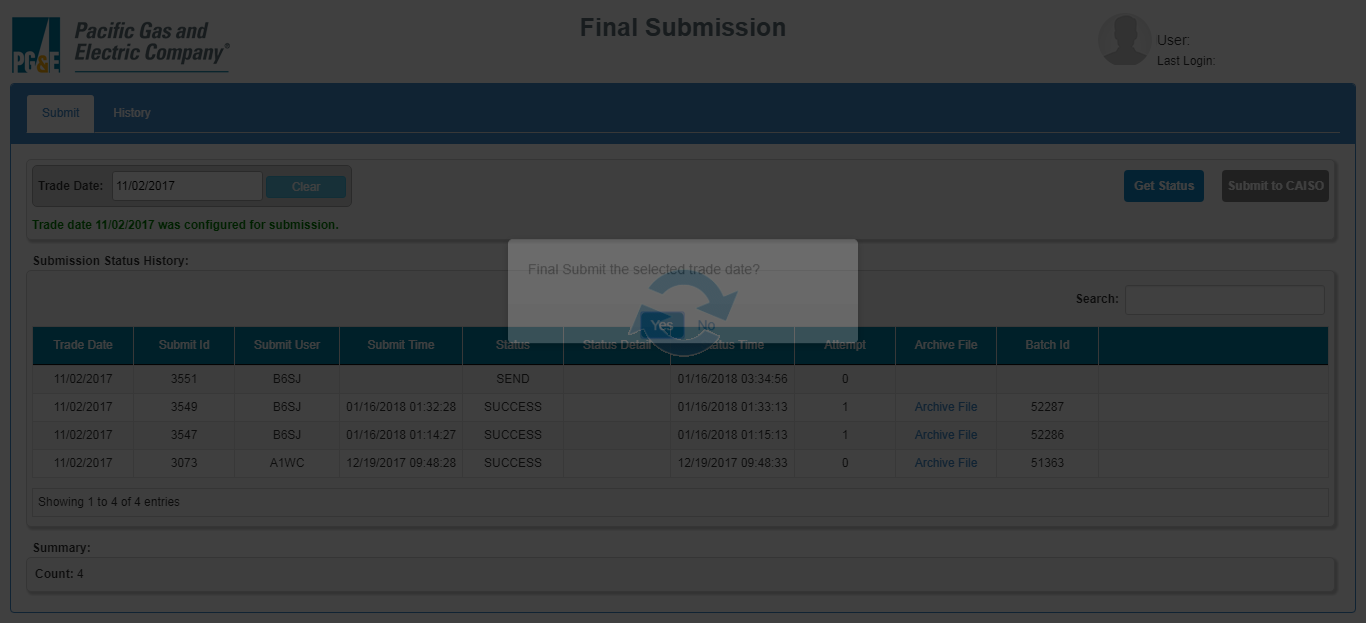 PG&E
Pacific Gas and
Electric Company®
Final Submission
User:
Last Login:
Submit History
Trade Date: 11/02/2017 Clear
Get Status Submit to CAISO
Trade date 11/02/2017 was configured for submission.
Submission Status History:
Final Submit the selected trade date?
Yes No
Search:
Trade Date Submit Id Submit User Submit Time Status Status Detail Status Time Attempt Archive File Batch Id
11/02/2017 3551 B6SJ SEND 01/16/2018 03:34:56 0
11/02/2017 3549 B6SJ 01/16/2018 01:32:28 SUCCESS 01/16/2018 01:33:13 1 Archive File 52287
11/02/2017 3547 B6SJ 01/16/2018 01:14:27 SUCCESS 01/16/2018 01:15:13 1 Archive File 52286
11/02/2017 3073 A1WC 12/19/2017 09:48:28 SUCCESS 12/19/2017 09:48:33 0 Archive File 51363
Showing 1 to 4 of 4 entries
Summary:
Count: 4